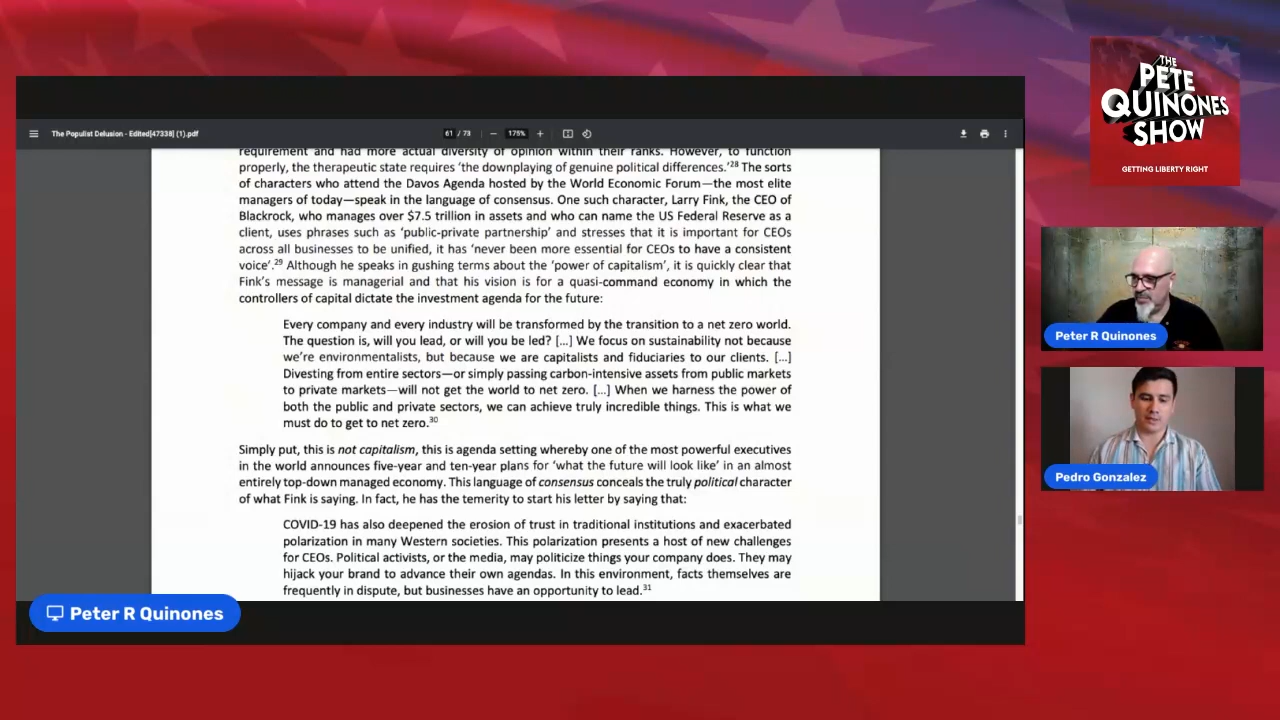 The Populist Delusion - Edited[47338] (1).pdf
61 / 73
175%
requirement and had more actual diversity of opinion within their ranks. However, to function
properly, the therapeutic state requires ‘the downplaying of genuine political differences.’28 The sorts
of characters who attend the Davos Agenda hosted by the World Economic Forum—the most elite
managers of today—speak in the language of consensus. One such character, Larry Fink, the CEO of
Blackrock, who manages over $7.5 trillion in assets and who can name the US Federal Reserve as a
client, uses phrases such as ‘public-private partnership’ and stresses that it is important for CEOs
across all businesses to be unified, it has ‘never been more essential for CEOs to have a consistent
voice’.29 Although he speaks in gushing terms about the ‘power of capitalism’, it is quickly clear that
Fink’s message is managerial and that his vision is for a quasi-command economy in which the
controllers of capital dictate the investment agenda for the future:
Every company and every industry will be transformed by the transition to a net zero world.
The question is, will you lead, or will you be led? [...] We focus on sustainability not because
we’re environmentalists, but because we are capitalists and fiduciaries to our clients. [...]
Divesting from entire sectors—or simply passing carbon-intensive assets from public markets
to private markets—will not get the world to net zero. [...] When we harness the power of
both the public and private sectors, we can achieve truly incredible things. This is what we
must do to get to net zero.30
Simply put, this is not capitalism, this is agenda setting whereby one of the most powerful executives
in the world announces five-year and ten-year plans for ‘what the future will look like’ in an almost
entirely top-down managed economy. This language of consensus conceals the truly political character
of what Fink is saying. In fact, he has the temerity to start his letter by saying that:
COVID-19 has also deepened the erosion of trust in traditional institutions and exacerbated
polarization in many Western societies. This polarization presents a host of new challenges
for CEOs. Political activists, or the media, may politicize things your company does. They may
hijack your brand to advance their own agendas. In this environment, facts themselves are
frequently in dispute, but businesses have an opportunity to lead.31
Peter R Quinones
THE
PETE
QUINONES
SHOW
GETTING LIBERTY RIGHT
Peter R Quinones
Pedro Gonzalez